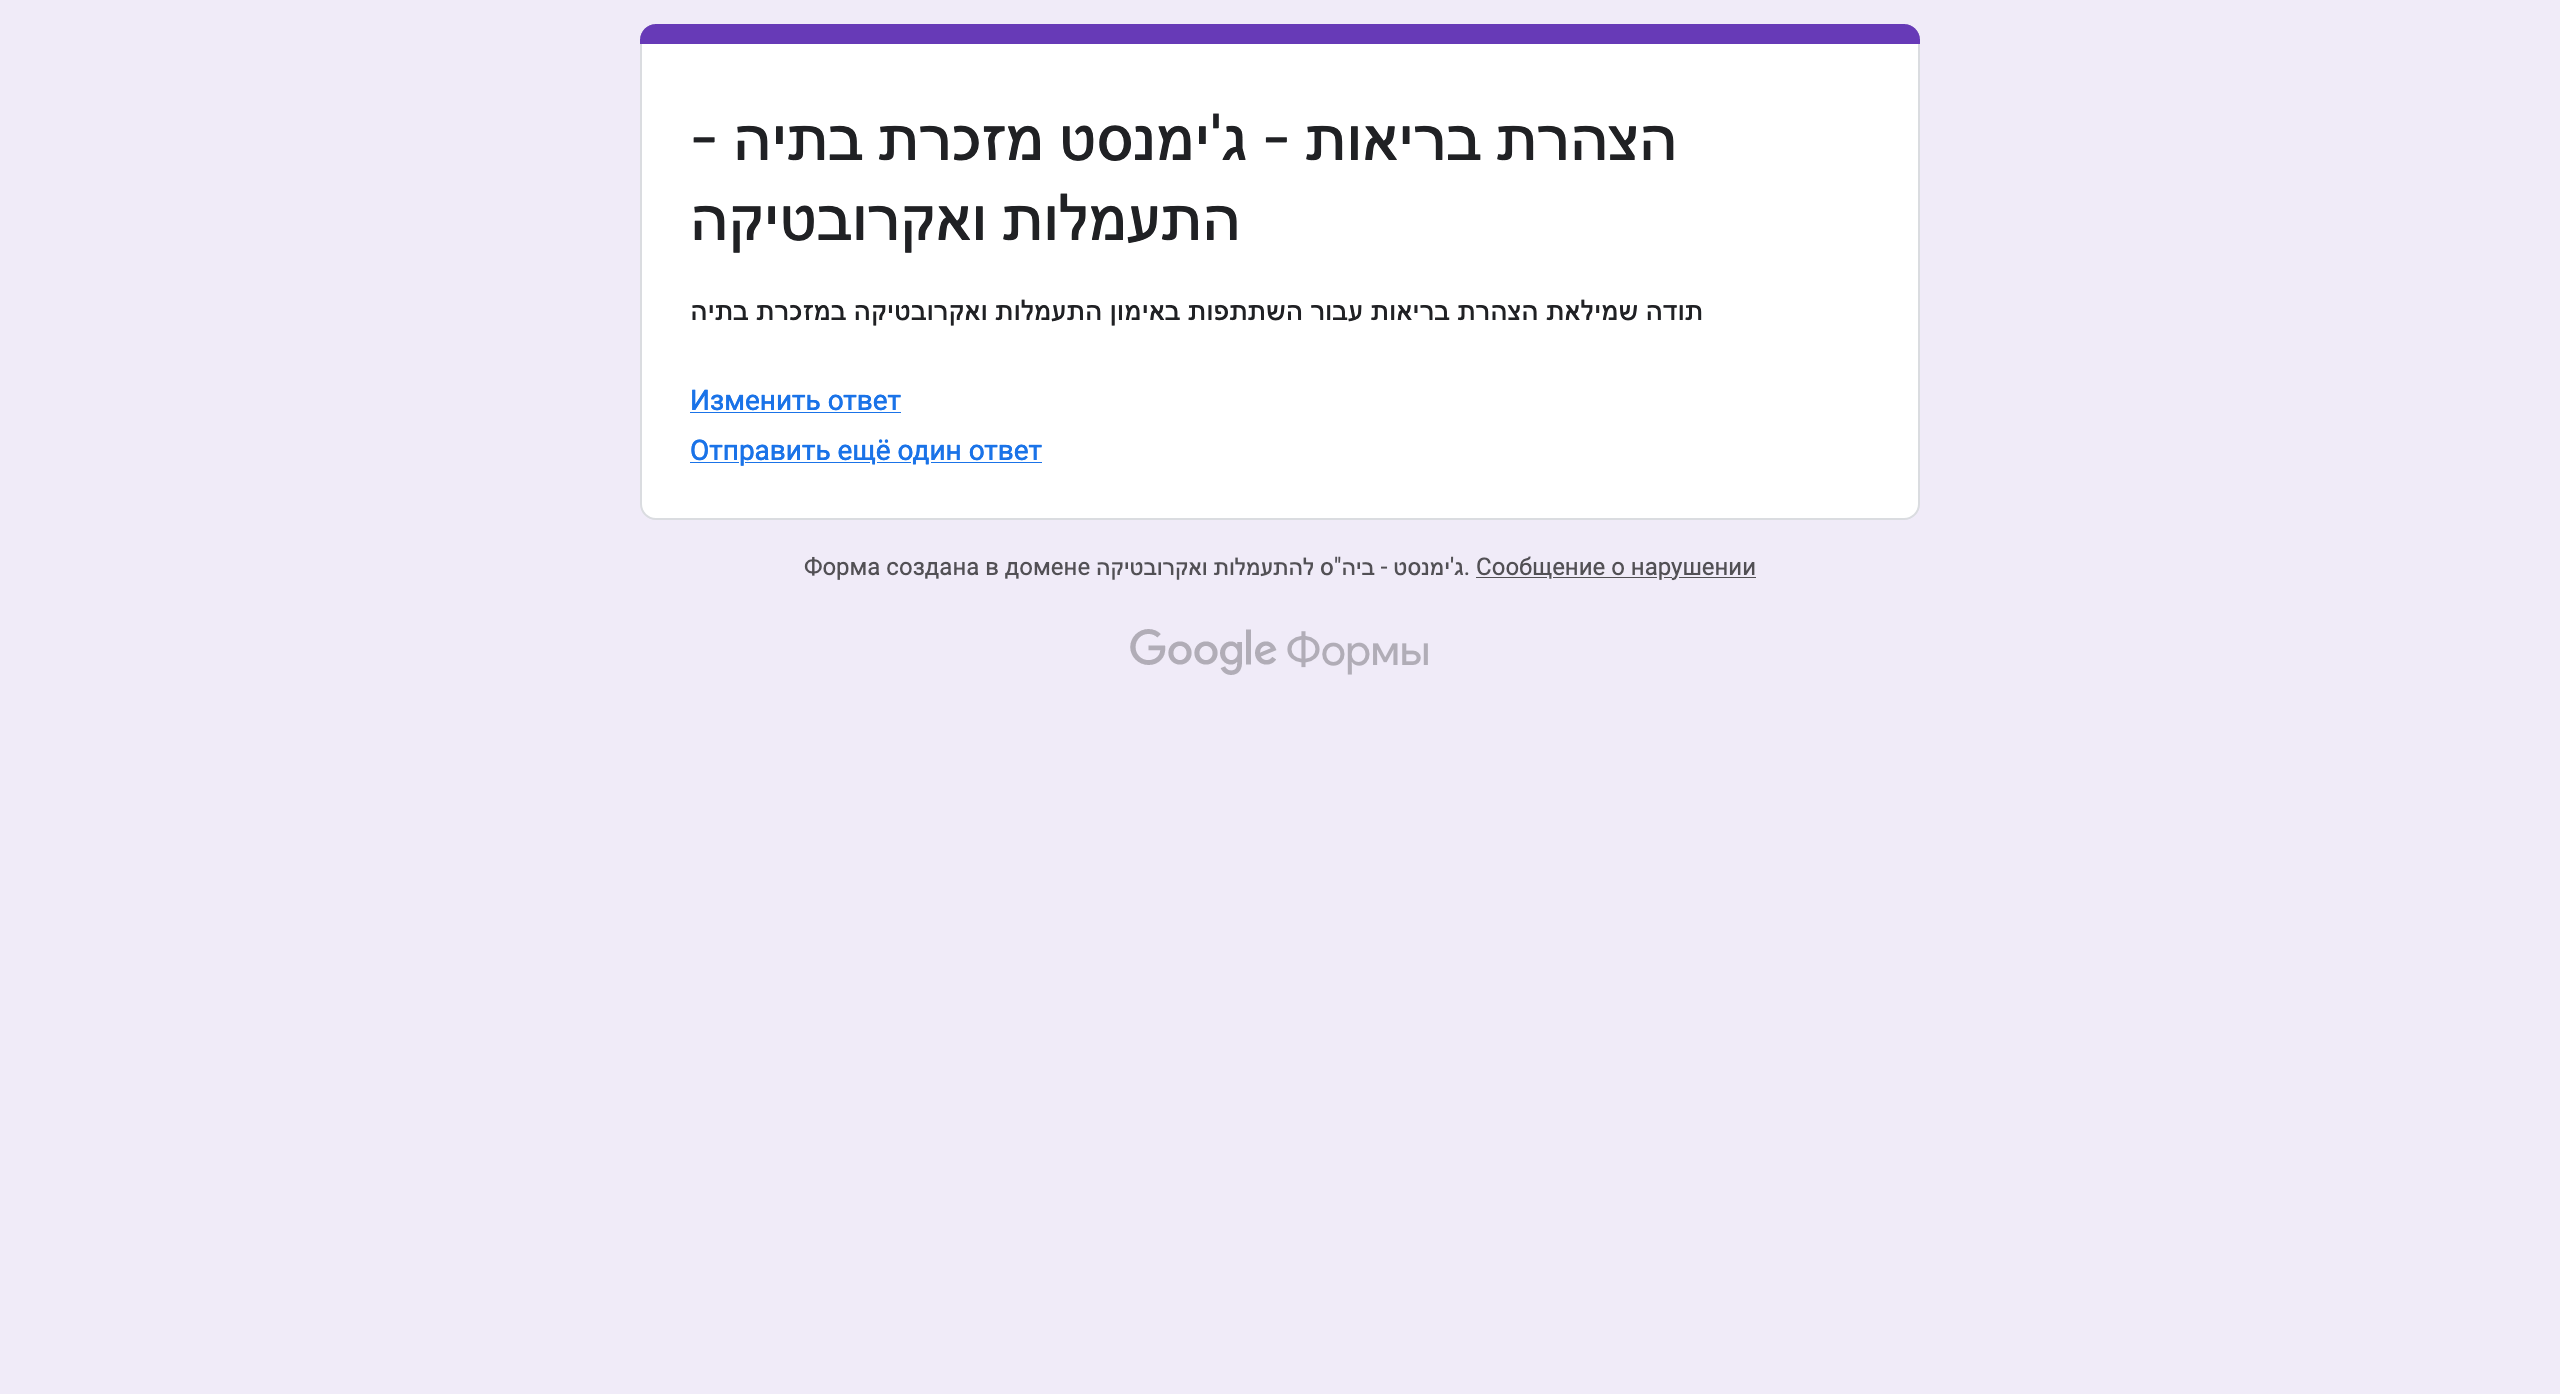 הצהרת בריאות - ג'ימנסט מזכרת בתיה -
התעמלות ואקרובטיקה
תודה שמילאת הצהרת בריאות עבור השתתפות באימון התעמלות ואקרובטיקה במזכרת בתיה
Изменить ответ
Отправить ещё один ответ
Форма создана в домене ג'ימנסט - ביה"ס להתעמלות ואקרובטיקה. Сообщение о нарушении
Google Формы